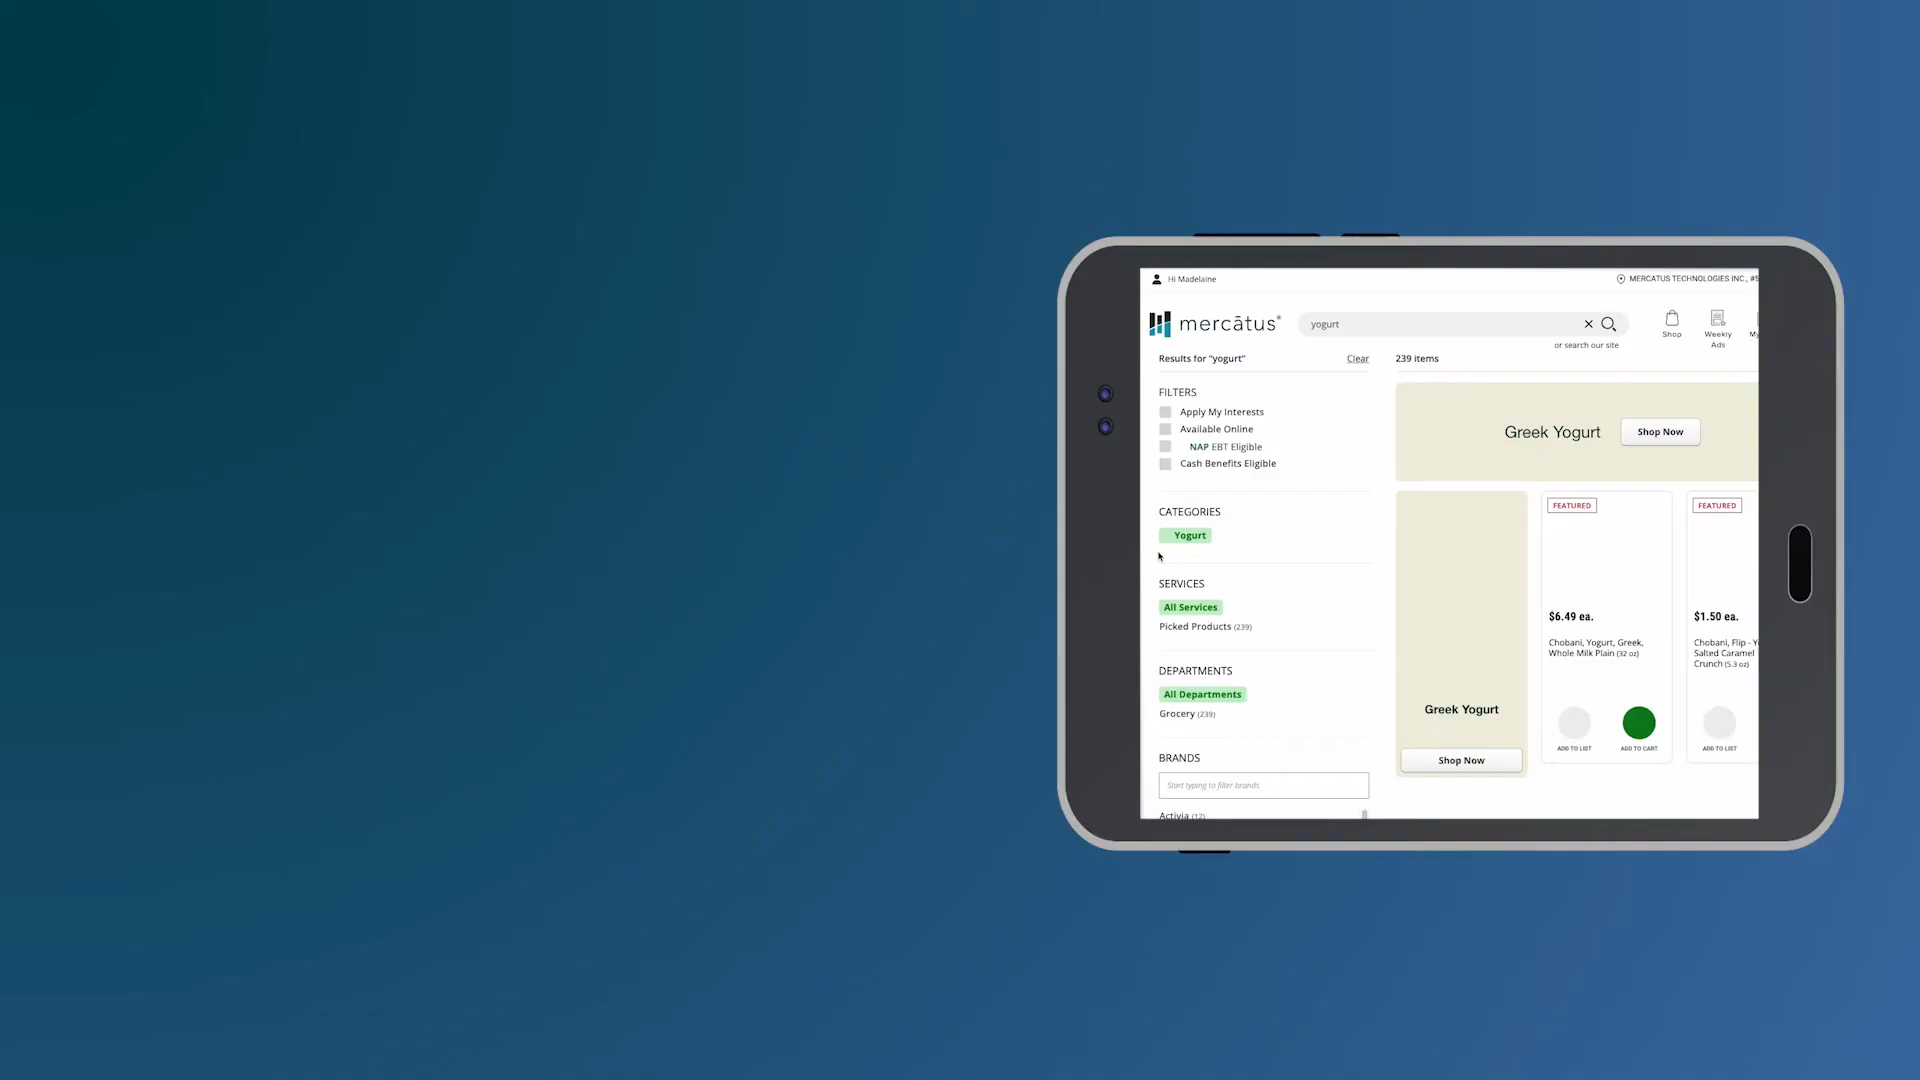 Hi Madelaine
MERCATUS TECHNOLOGIES INC., #5
mercātus®
yogurt
or search our site
Shop
Weekly
Ads
My
Results for "yogurt"
Clear
239 items
FILTERS
Apply My Interests
Available Online
NAP EBT Eligible
Cash Benefits Eligible
CATEGORIES
Yogurt
SERVICES
All Services
Picked Products (239)
DEPARTMENTS
All Departments
Grocery (239)
BRANDS
Start typing to filter brands
Activia (12)
Greek Yogurt
Shop Now
Greek Yogurt
Shop Now
FEATURED
$6.49 ea.
Chobani, Yogurt, Greek,
Whole Milk Plain (32 oz)
ADD TO LIST
ADD TO CART
FEATURED
$1.50 ea.
Chobani, Flip - Y
Salted Caramel
Crunch (5.3 oz)
ADD TO LIST